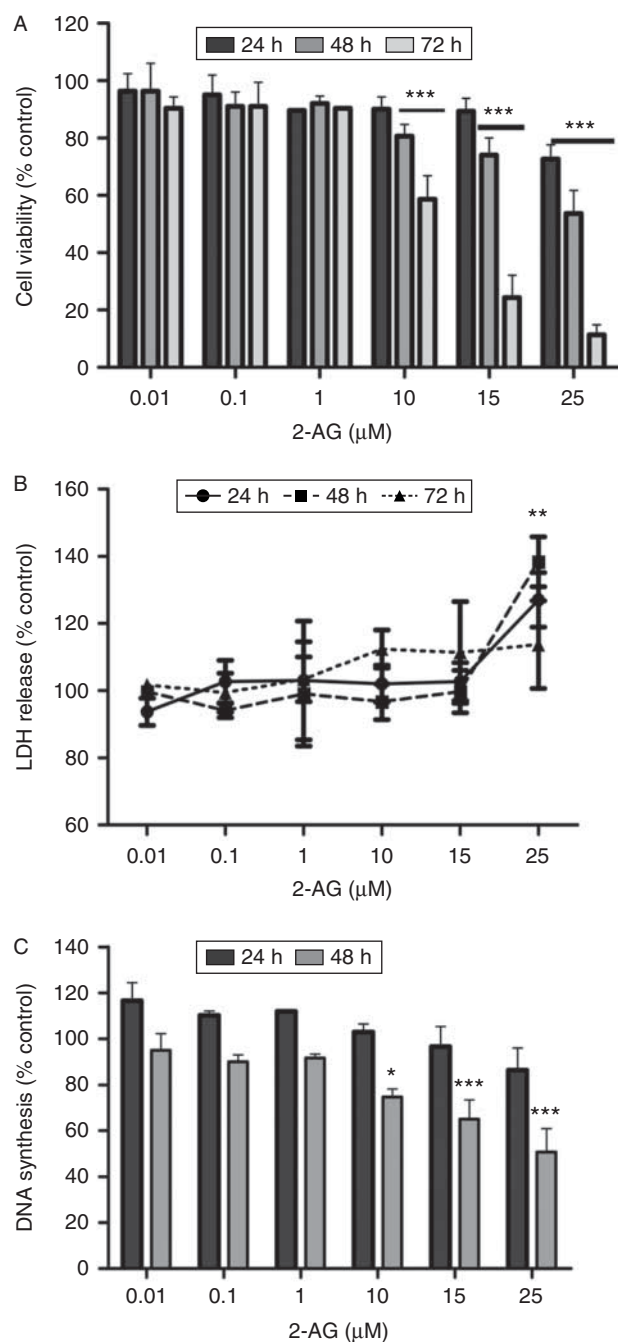 A
24 h 48 h 72 h
120
100
80
60
40
20
0
Cell viability (% control)
*** *** ***
0.01 0.1 1 10 15 25
2-AG (μM)
B
24 h 48 h 72 h
160
140
120
100
80
60
LDH release (% control)
**
0.01 0.1 1 10 15 25
2-AG (μM)
C
24 h 48 h
140
120
100
80
60
40
20
0
DNA synthesis (% control)
* *** ***
0.01 0.1 1 10 15 25
2-AG (μM)